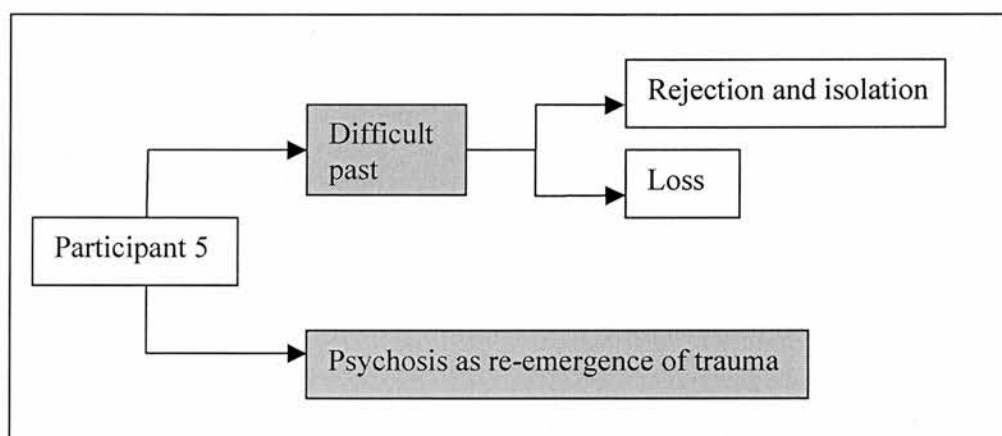 Rejection and isolation
Difficult
past
Loss
Participant 5
Psychosis as re-emergence of trauma